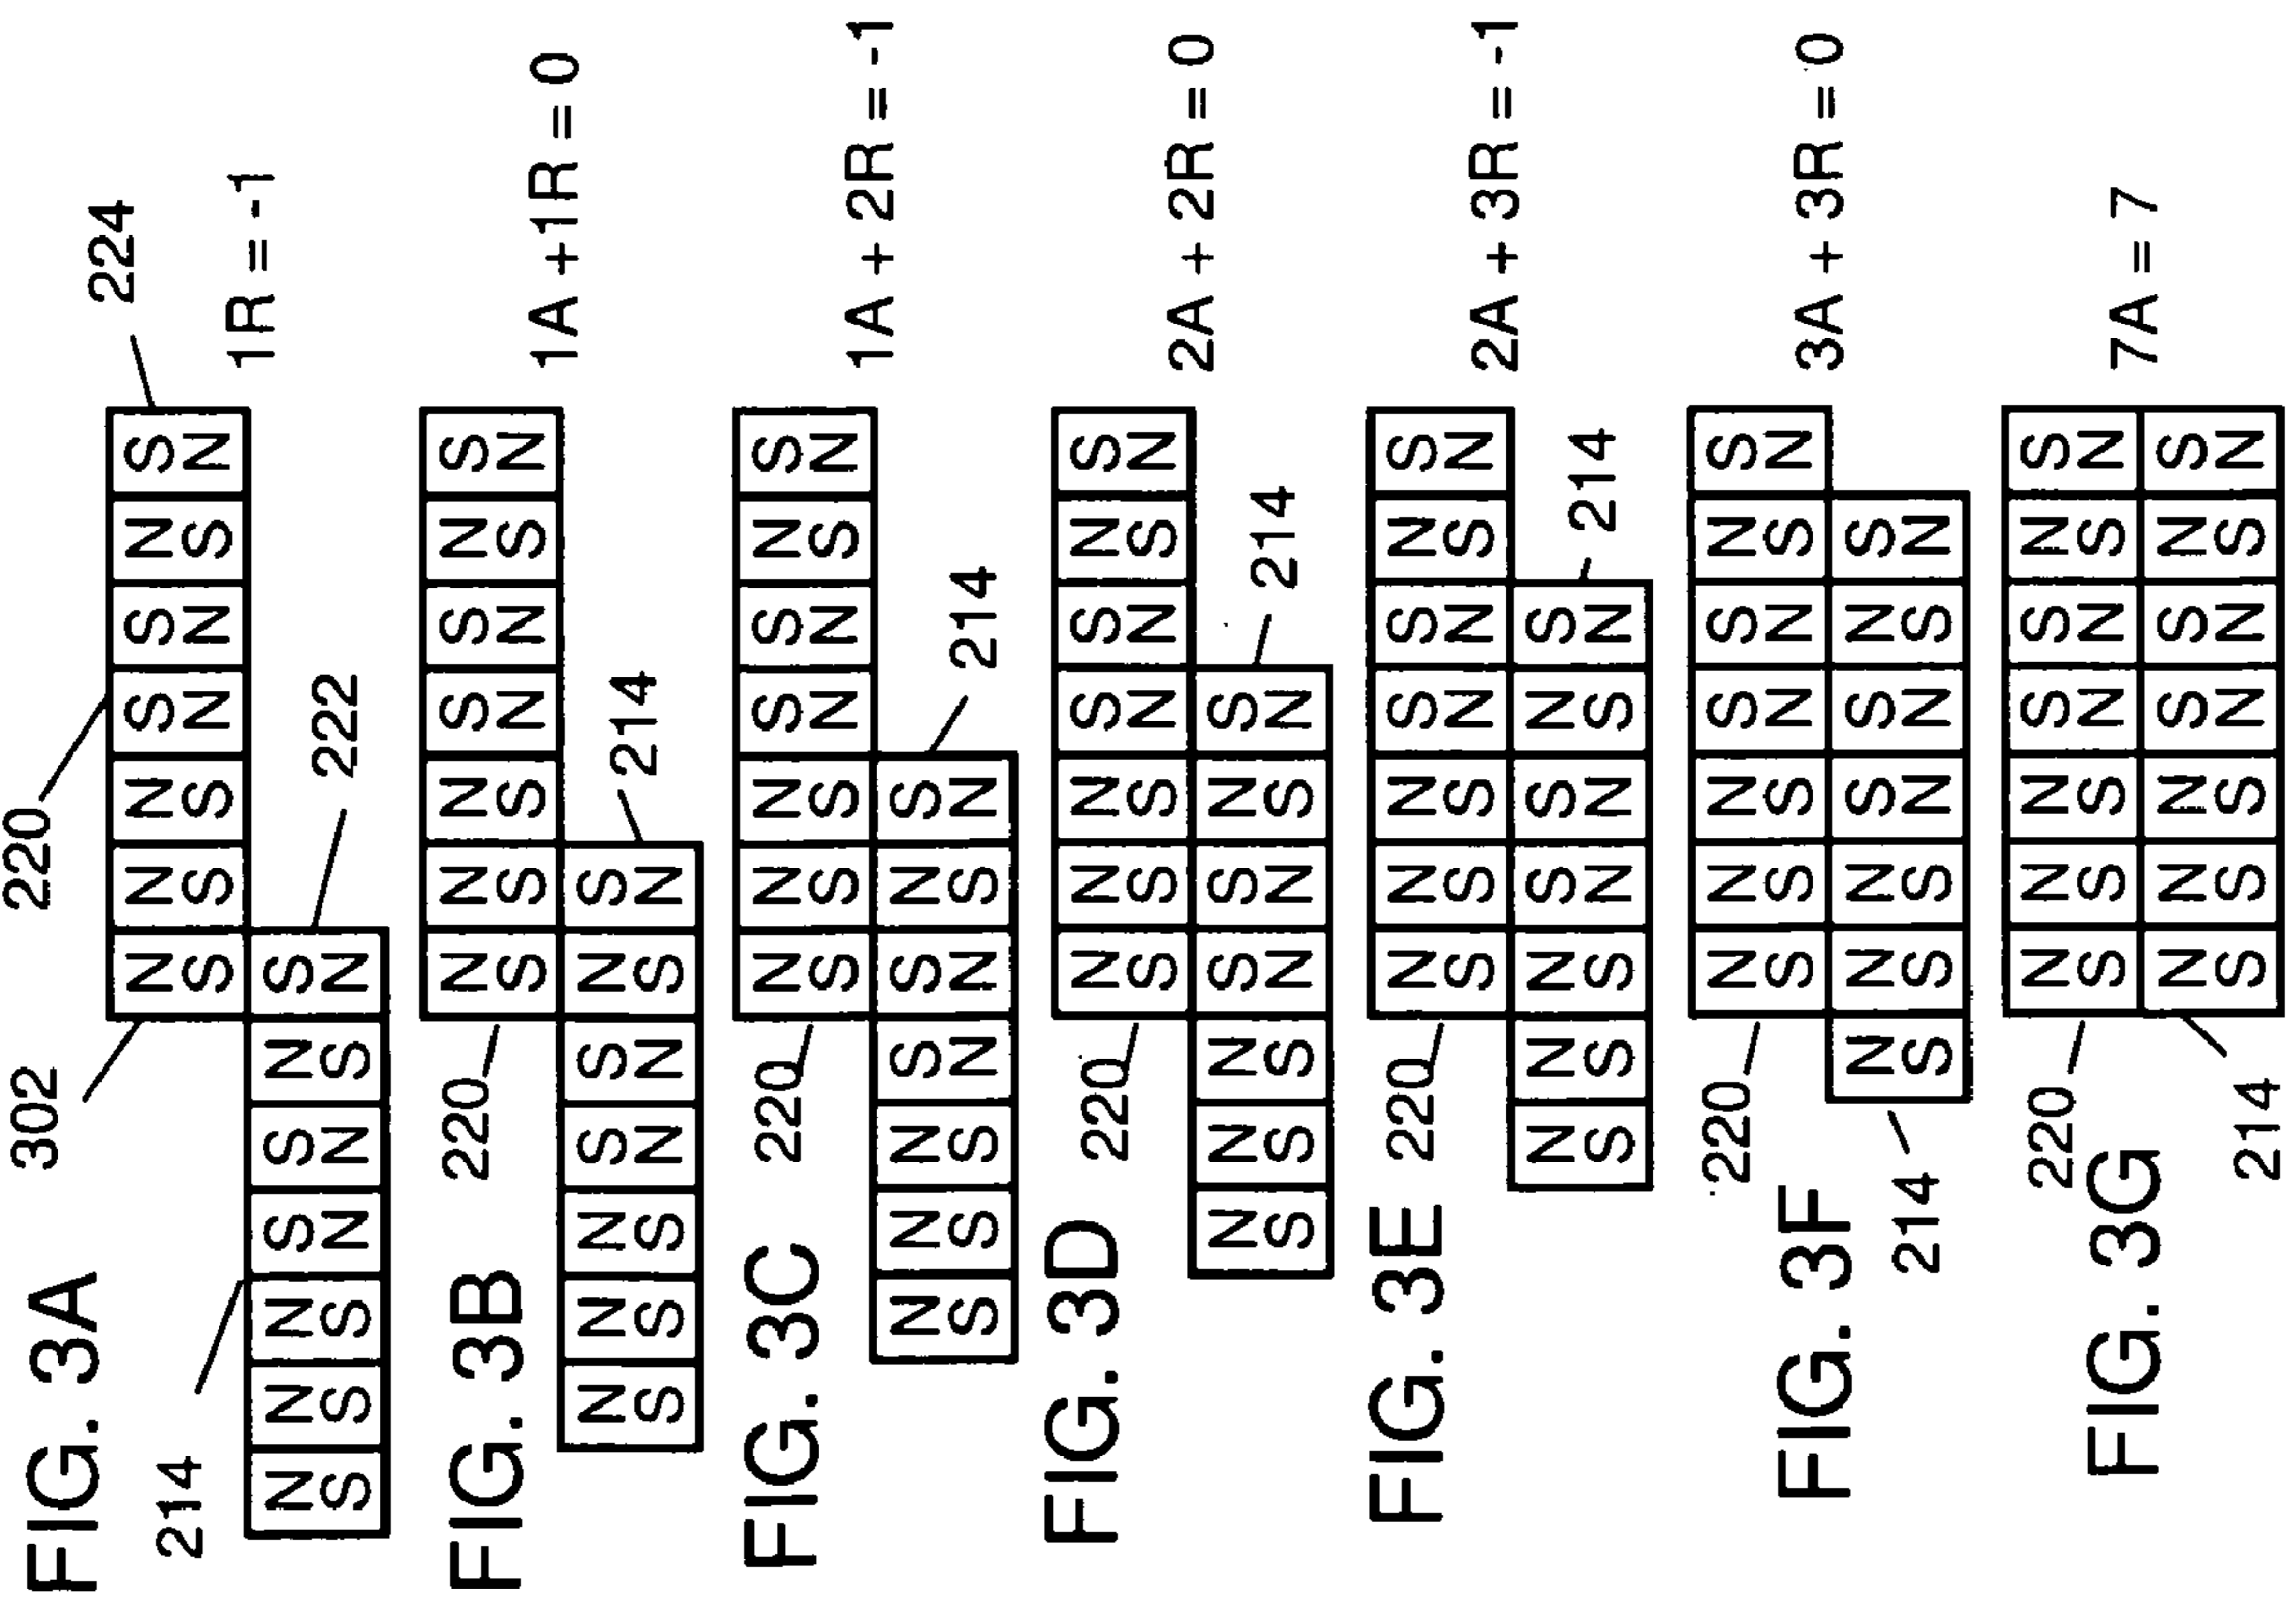 FIG. 3A
302
220
224
N N N S S N S
S S S N N S N
214
222
1R = -1
N N N S S N S
S S S N N S N
FIG. 3B
220
N N N S S N S
S S S N N S N
1A +1R = 0
214
N N N S S N S
S S S N N S N
FIG. 3C
220
N N N S S N S
S S S N N S N
1A + 2R = -1
214
N N N S S N S
S S S N N S N
FIG. 3D
220
N N N S S N S
S S S N N S N
2A + 2R = 0
214
N N N S S N S
S S S N N S N
FIG. 3E
220
N N N S S N S
S S S N N S N
2A + 3R = -1
214
N N N S S N S
S S S N N S N
FIG. 3F
220
N N N S S N S
S S S N N S N
3A + 3R = 0
214
N N N S S N S
S S S N N S N
FIG. 3G
220
N N N S S N S
S S S N N S N
7A = 7
214
N N N S S N S
S S S N N S N